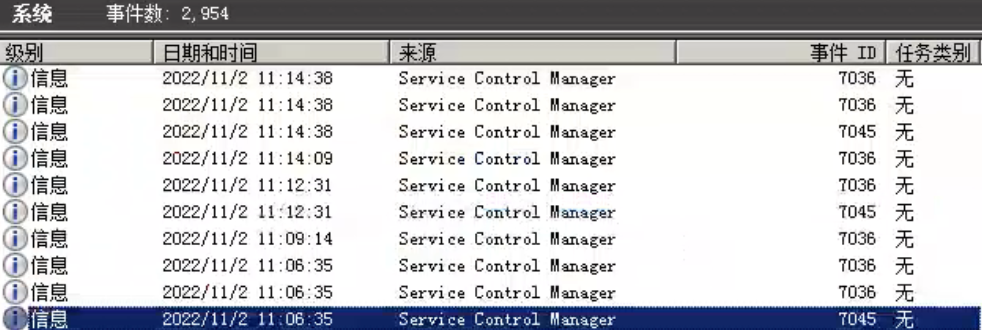 系统 事件数: 2,954
级别 日期和时间 来源 事件 ID 任务类别
信息 2022/11/2 11:14:38 Service Control Manager 7036 无
信息 2022/11/2 11:14:38 Service Control Manager 7036 无
信息 2022/11/2 11:14:38 Service Control Manager 7045 无
信息 2022/11/2 11:14:09 Service Control Manager 7036 无
信息 2022/11/2 11:12:31 Service Control Manager 7036 无
信息 2022/11/2 11:12:31 Service Control Manager 7045 无
信息 2022/11/2 11:09:14 Service Control Manager 7036 无
信息 2022/11/2 11:06:35 Service Control Manager 7036 无
信息 2022/11/2 11:06:35 Service Control Manager 7036 无
信息 2022/11/2 11:06:35 Service Control Manager 7045 无